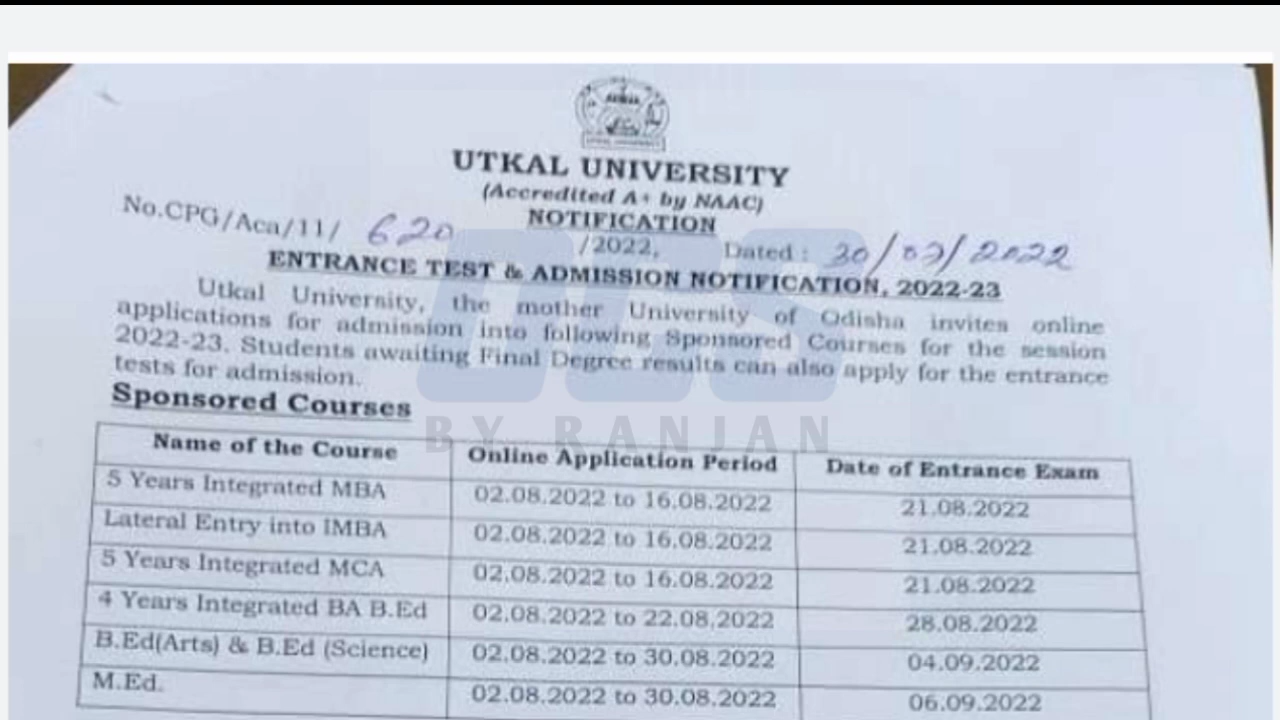 UTKAL UNIVERSITY
(Accredited A+ by NAAC)
NOTIFICATION
No.CPG/Aca/11/ 620 /2022, Dated : 30/07/2022
ENTRANCE TEST & ADMISSION NOTIFICATION, 2022-23
Utkal University, the mother University of Odisha invites online
applications for admission into following Sponsored Courses for the session
2022-23. Students awaiting Final Degree results can also apply for the entrance
tests for admission.
Sponsored Courses
BY RANJAN
Name of the Course Online Application Period Date of Entrance Exam
5 Years Integrated MBA 02.08.2022 to 16.08.2022 21.08.2022
Lateral Entry into IMBA 02.08.2022 to 16.08.2022 21.08.2022
5 Years Integrated MCA 02.08.2022 to 16.08.2022 21.08.2022
4 Years Integrated BA B.Ed 02.08.2022 to 22.08.2022 28.08.2022
B.Ed(Arts) & B.Ed (Science) 02.08.2022 to 30.08.2022 04.09.2022
M.Ed. 02.08.2022 to 30.08.2022 06.09.2022